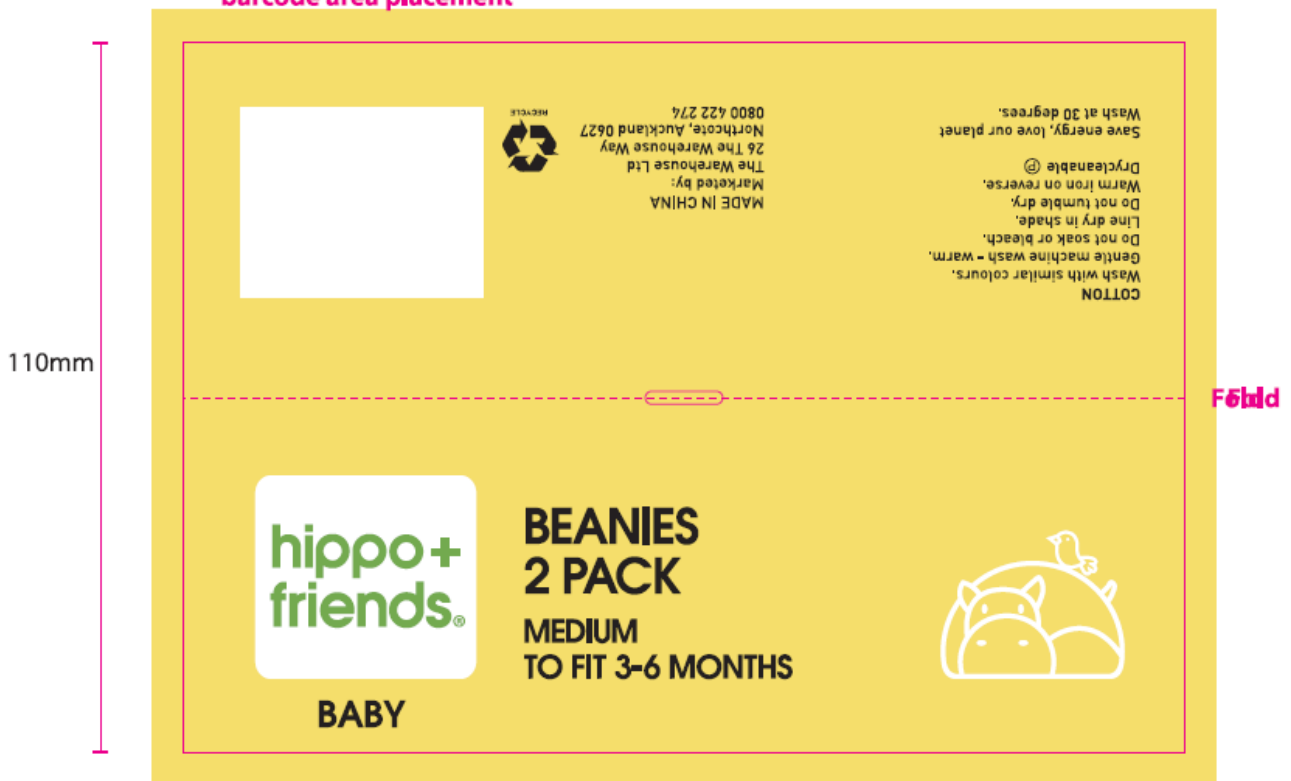 barcode area placement
110mm
RECYCLE
MADE IN CHINA
Marketed by:
The Warehouse Ltd
26 The Warehouse Way
Northcote, Auckland 0627
0800 422 274
COTTON
Wash with similar colours.
Gentle machine wash - warm.
Do not soak or bleach.
Line dry in shade.
Do not tumble dry.
Warm iron on reverse.
Drycleanable Ⓟ
Save energy, love our planet
Wash at 30 degrees.
Fold
hippo+
friends®
BABY
BEANIES
2 PACK
MEDIUM
TO FIT 3-6 MONTHS